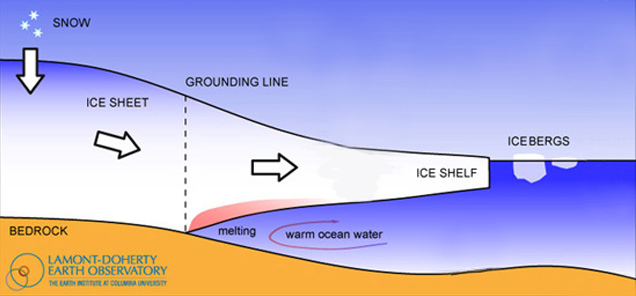 SNOW
GROUNDING LINE
ICE SHEET
ICEBERGS
ICE SHELF
BEDROCK
melting
warm ocean water
LAMONT-DOHERTY
EARTH OBSERVATORY
THE EARTH INSTITUTE AT COLUMBIA UNIVERSITY